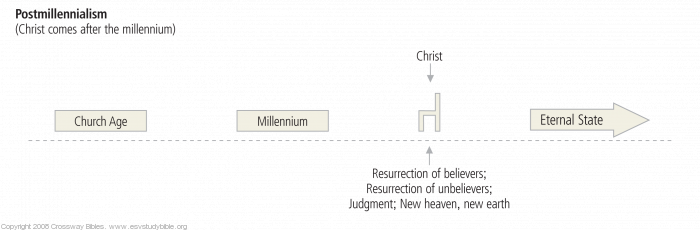 Postmillennialism
(Christ comes after the millennium)
Christ
Church Age
Millennium
Eternal State
Resurrection of believers;
Resurrection of unbelievers;
Judgment; New heaven, new earth
Copyright 2008 Crossway Bibles. www.esvstudybible.org